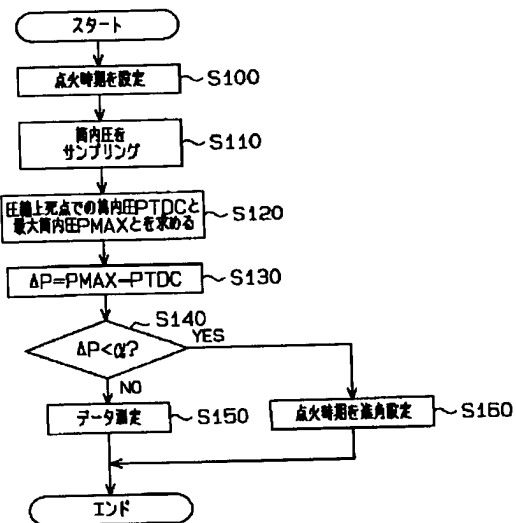 スタート
点火時期を設定
S100
筒内圧を
サンプリング
S110
圧縮上死点での筒内圧PTDCと
最大筒内圧PMAXとを求める
S120
ΔP=PMAX-PTDC
S130
S140
ΔP<α?
YES
NO
データ測定
S150
点火時期を進角設定
S160
エンド